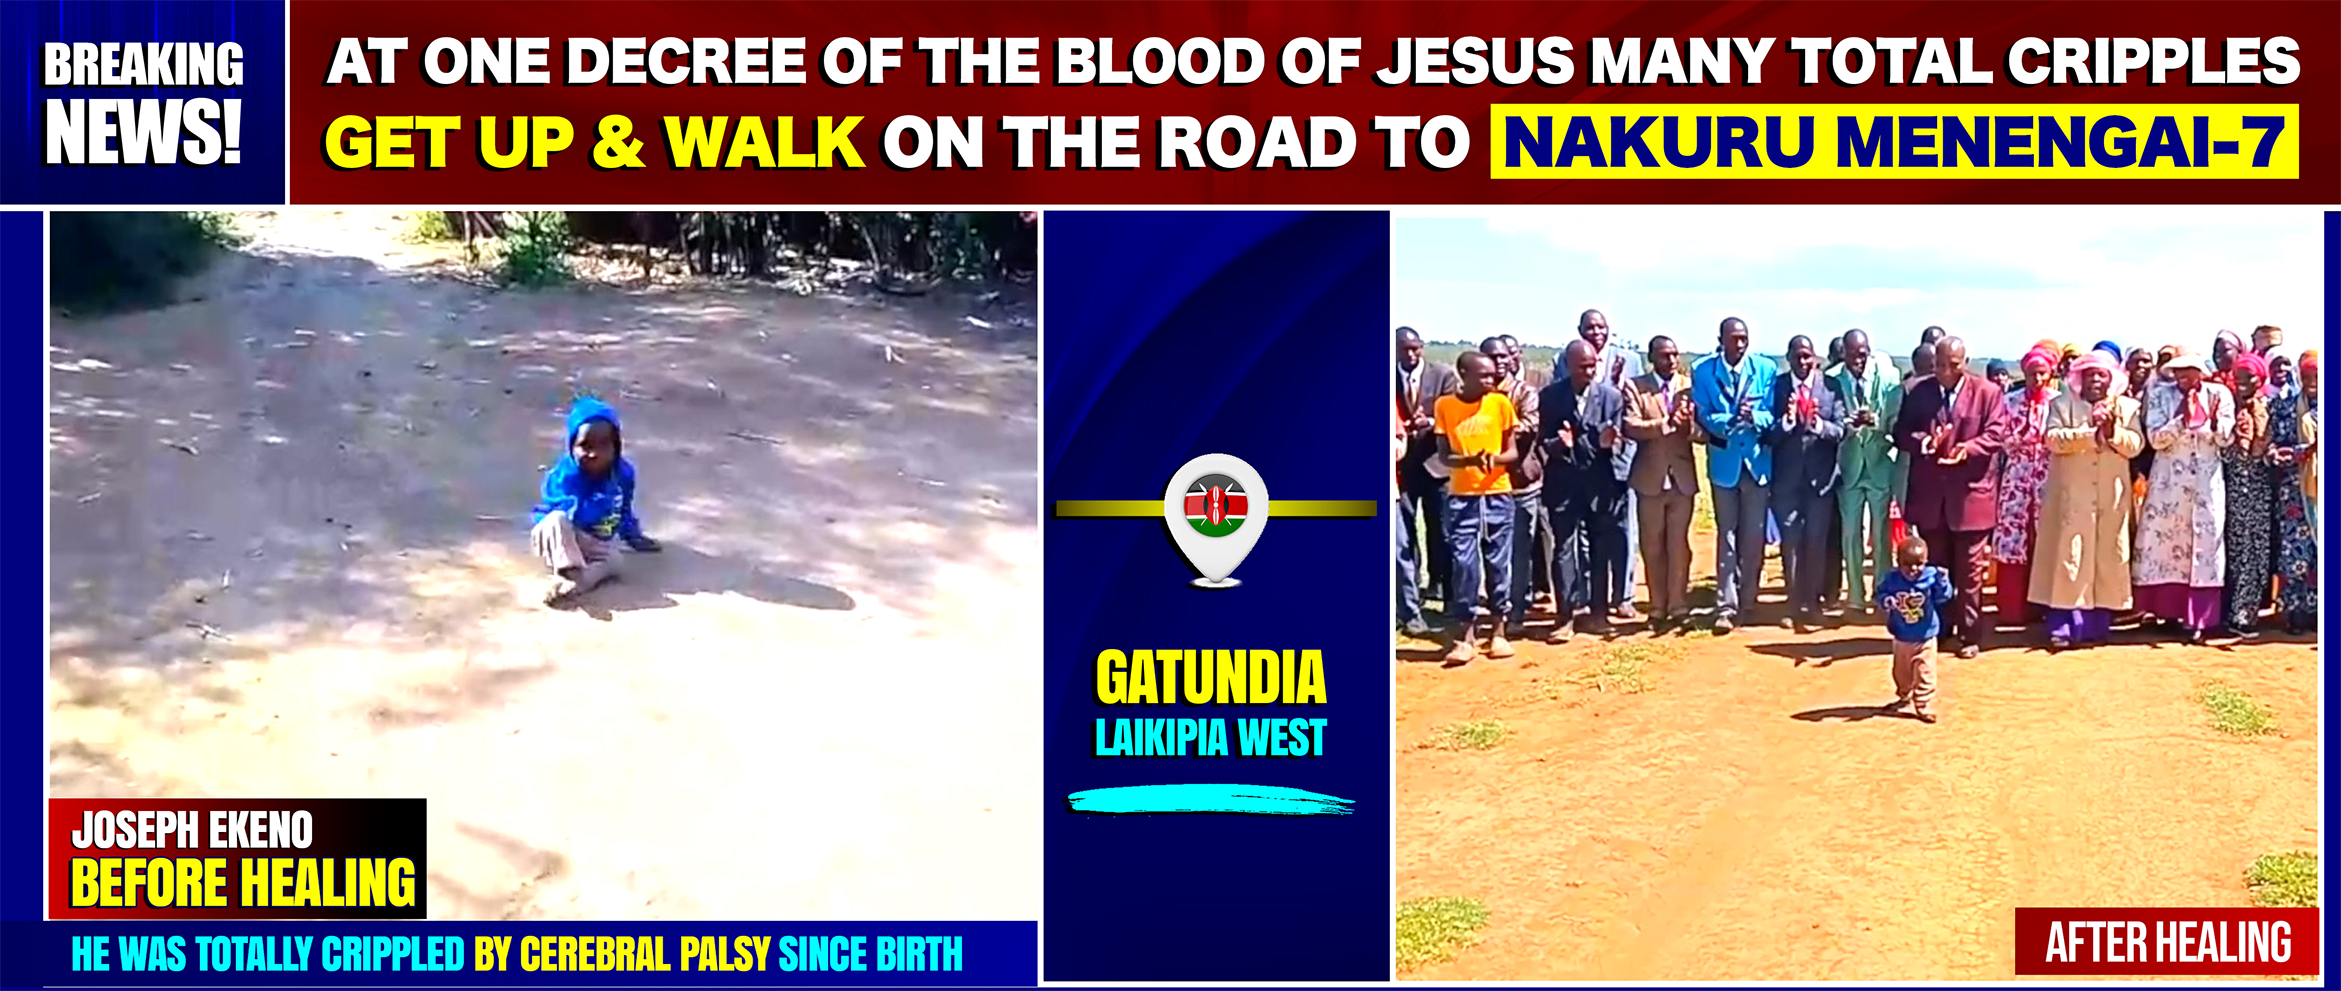 BREAKING
NEWS!
AT ONE DECREE OF THE BLOOD OF JESUS MANY TOTAL CRIPPLES
GET UP & WALK ON THE ROAD TO NAKURU MENENGAI-7
JOSEPH EKENO
BEFORE HEALING
HE WAS TOTALLY CRIPPLED BY CEREBRAL PALSY SINCE BIRTH
GATUNDIA
LAIKIPIA WEST
AFTER HEALING